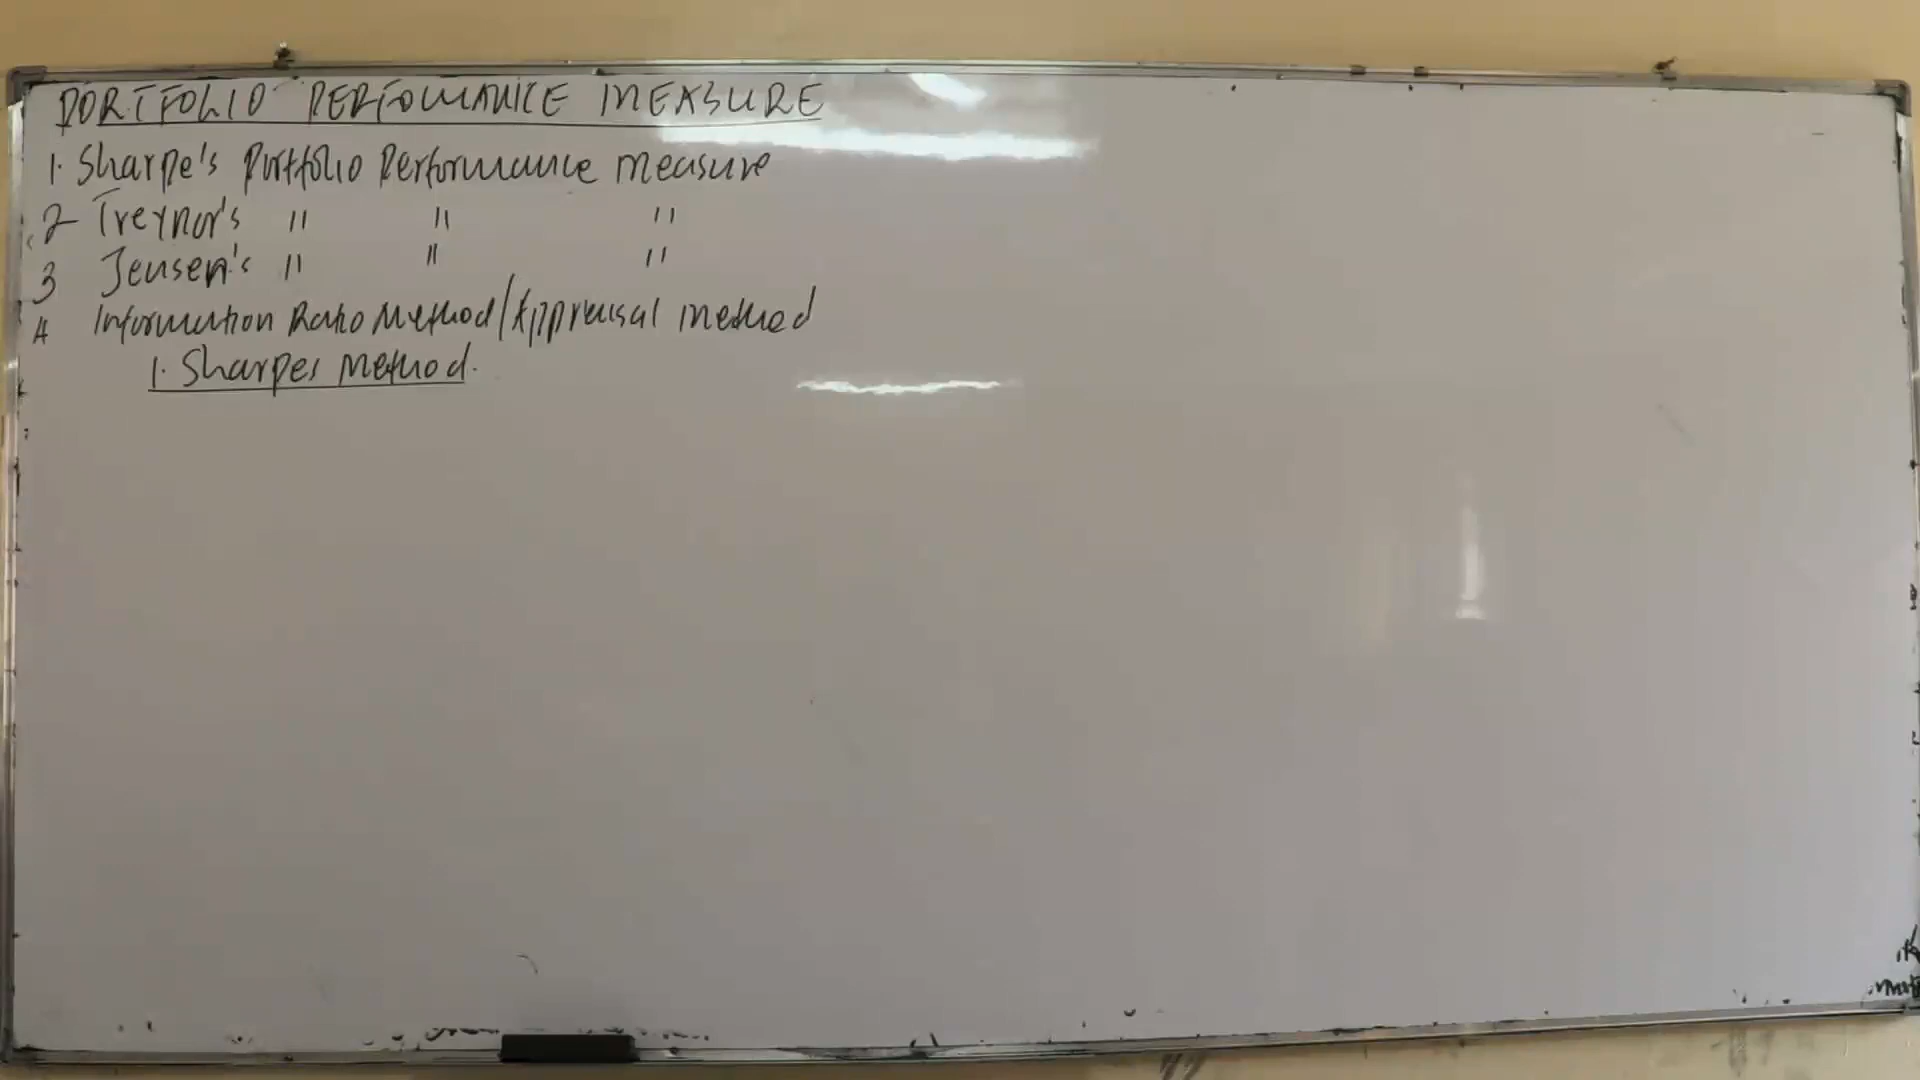 PORTFOLIO PERFOMANCE MEASURE
1. Sharpe's Portfolio Performance measure
2 Treynor's " " "
3 Jensen's " " "
4 Information Ratio Method/Appraisal method
1. Sharpes Method.